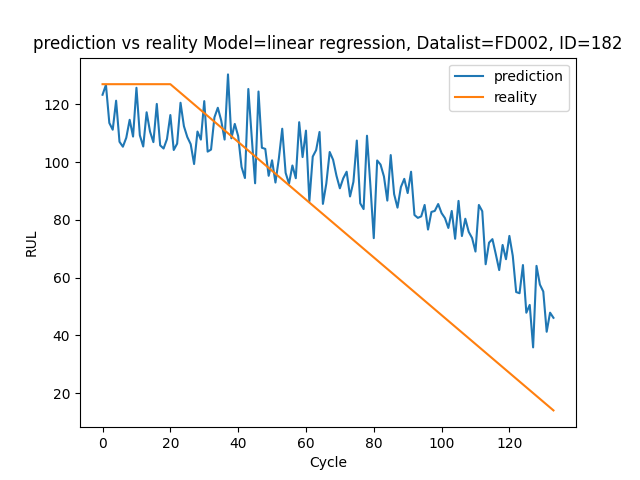 prediction vs reality Model=linear regression, Datalist=FD002, ID=182
prediction
reality
RUL
120
100
80
60
40
20
0 20 40 60 80 100 120
Cycle